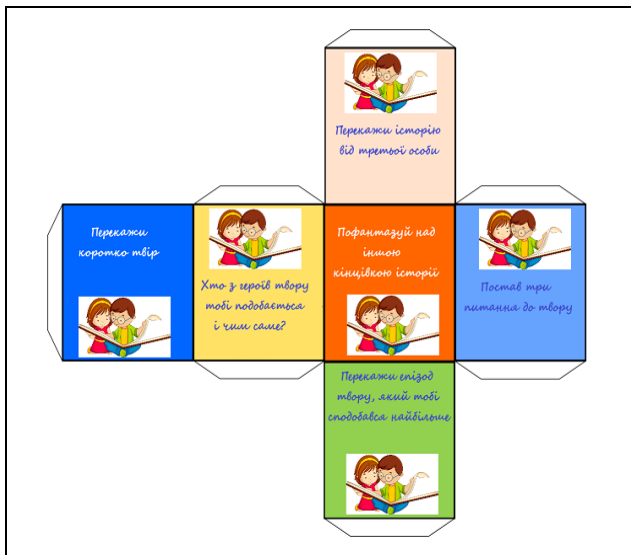 Перекажи історію
від третьої особи
Перекажи
коротко твір
Хто з героїв твору
тобі подобається
і чим саме?
Пофантазуй над
іншою
кінцівкою історії
Постав три
питання до твору
Перекажи епізод
твору, який тобі
сподобався найбільше